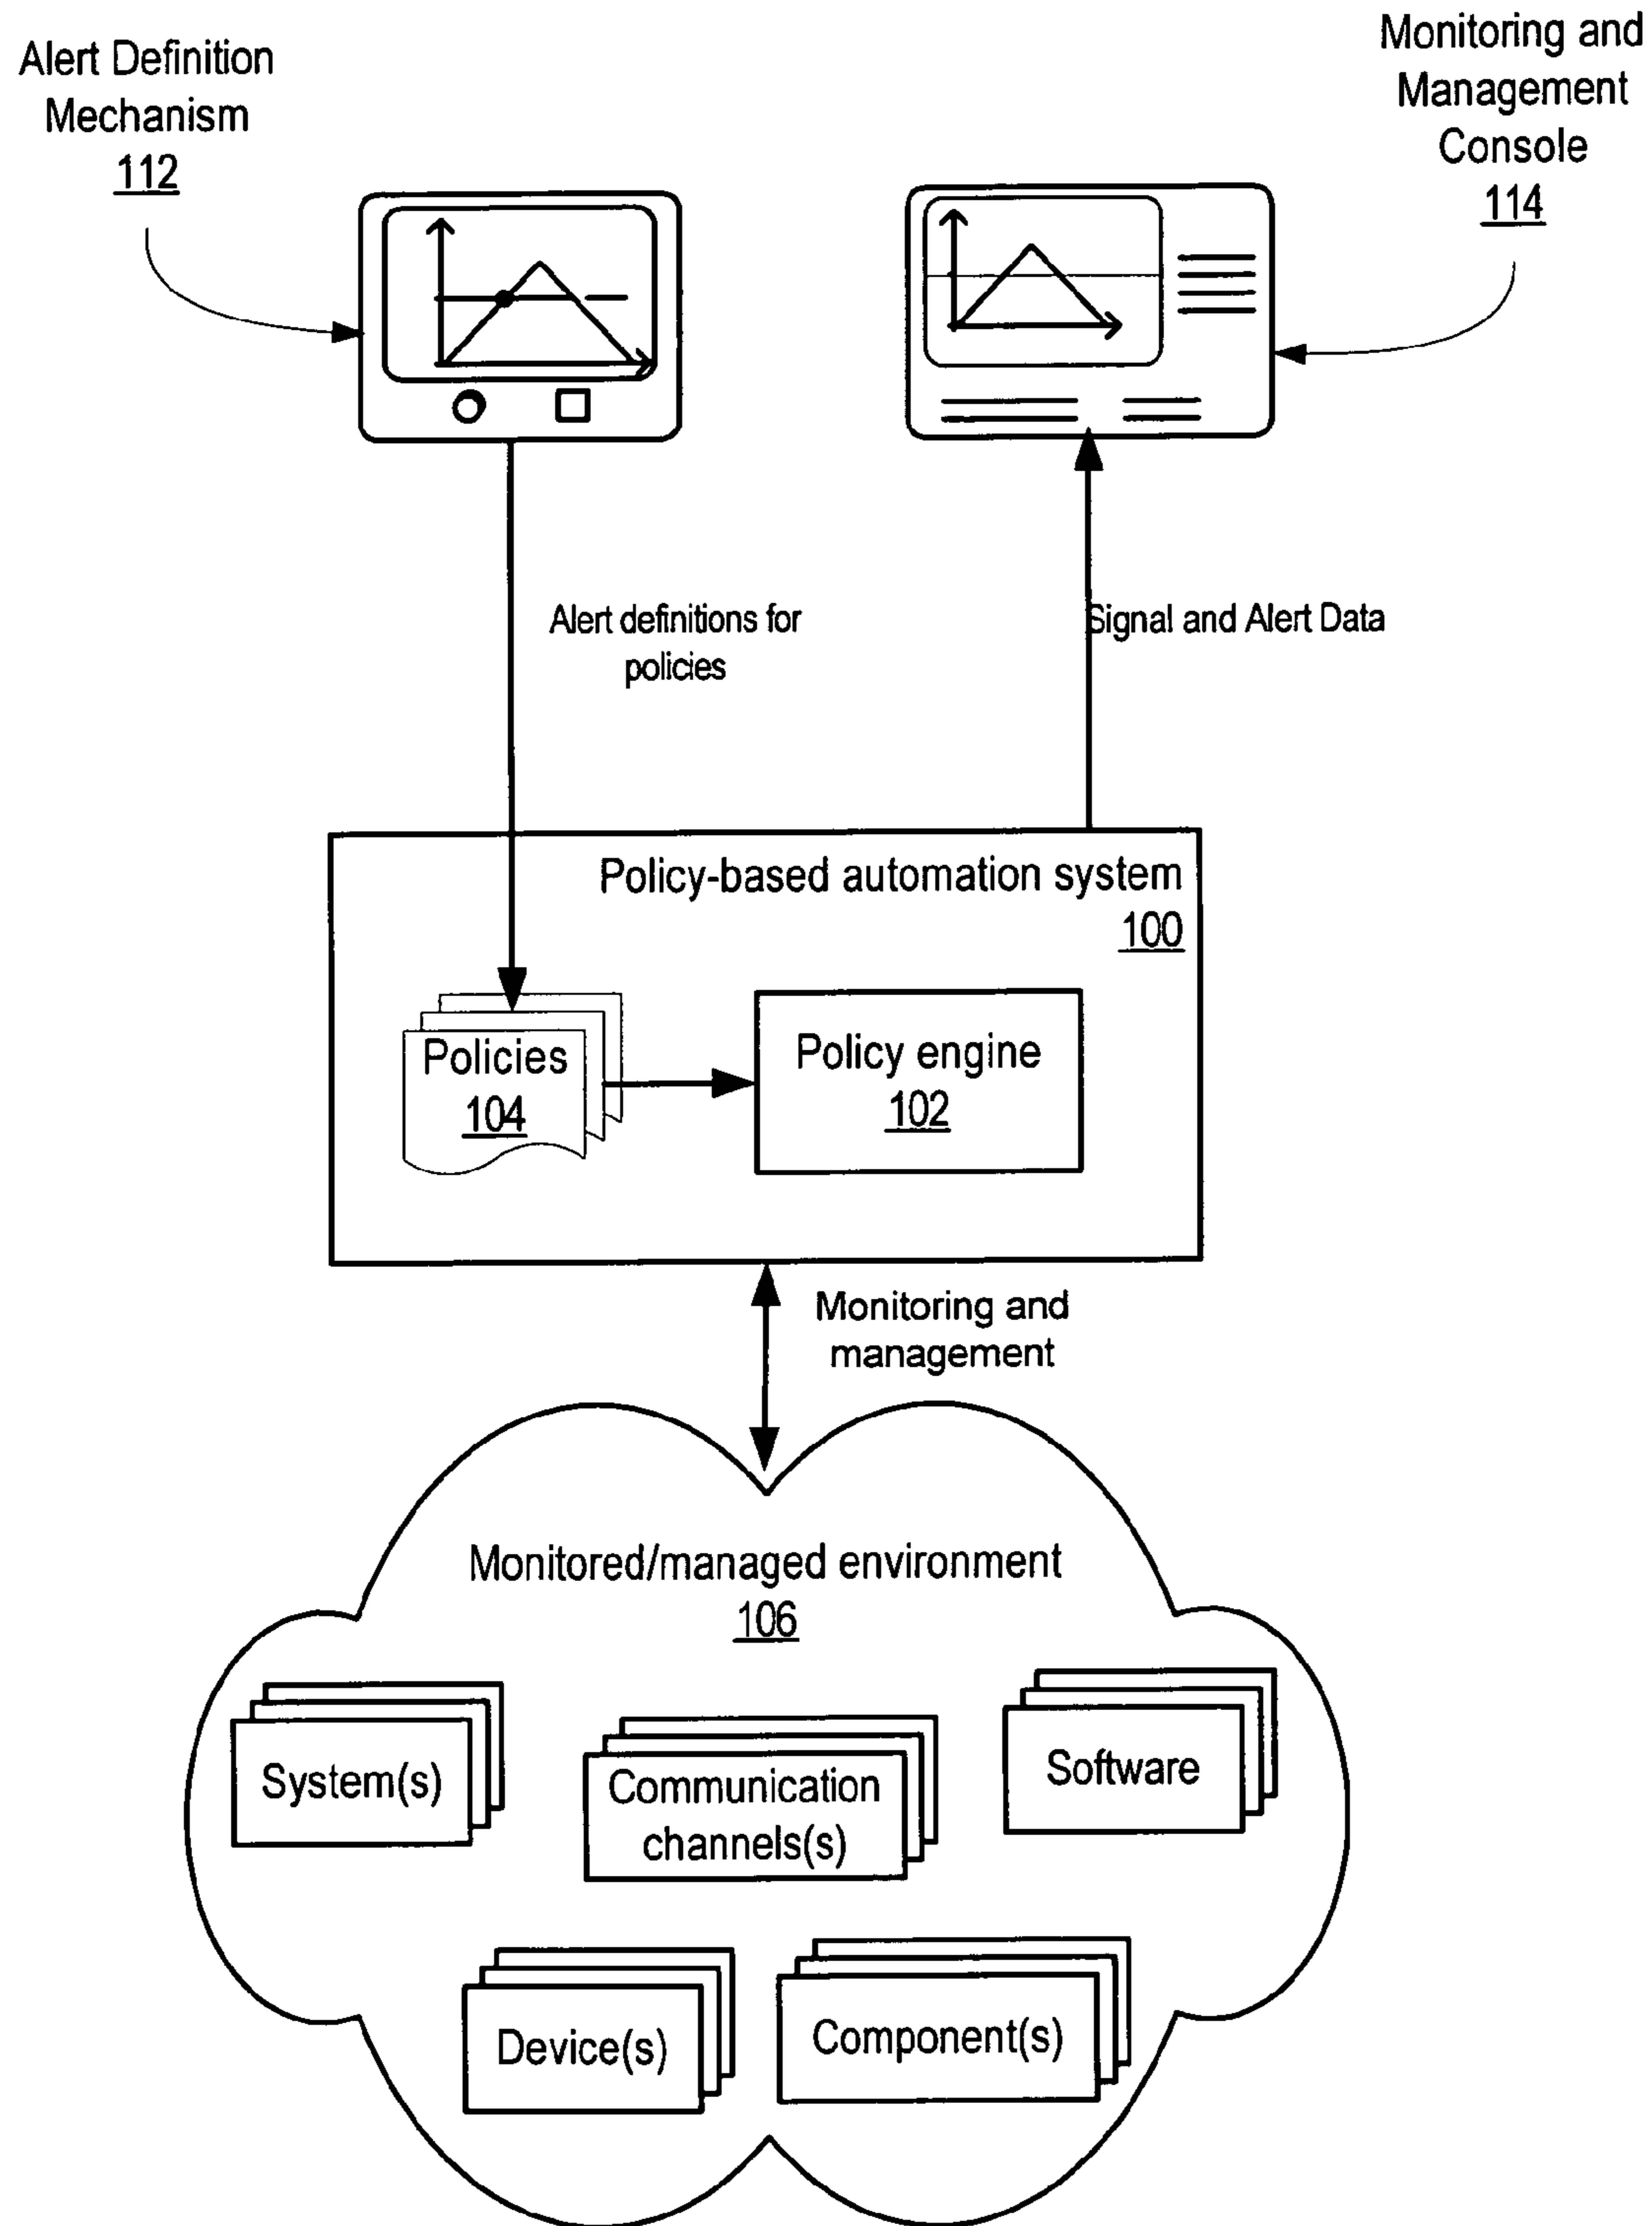 Alert Definition
Mechanism
112
Monitoring and
Management
Console
114
Alert definitions for
policies
Signal and Alert Data
Policy-based automation system
100
Policies
104
Policy engine
102
Monitoring and
management
Monitored/managed environment
106
System(s)
Communication
channels(s)
Software
Device(s)
Component(s)